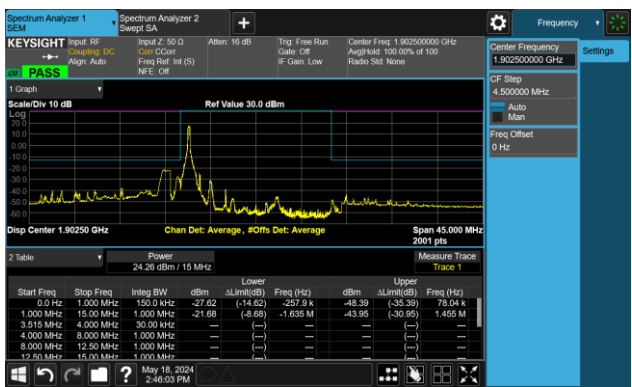 Spectrum Analyzer 1
SEM
Spectrum Analyzer 2
Swept SA
+
Frequency
KEYSIGHT
Input: RF
Coupling: DC
Align: Auto
Input Z: 50 Ω
Corr CCorr
Freq Ref: Int (S)
NFE: Off
Atten: 16 dB
Trig: Free Run
Gate: Off
IF Gain: Low
Center Freq: 1.902500000 GHz
Avg|Hold: 100.00% of 100
Radio Std: None
PASS
Center Frequency
1.902500000 GHz
Settings
CF Step
4.500000 MHz
Auto
Man
Freq Offset
0 Hz
1 Graph
Scale/Div 10 dB
Ref Value 30.0 dBm
Log
20.0
10.0
0.00
-10.0
-20.0
-30.0
-40.0
-50.0
-60.0
Disp Center 1.90250 GHz
Chan Det: Average , #Offs Det: Average
Span 45.000 MHz
2001 pts
2 Table
Power
24.26 dBm / 15 MHz
Measure Trace
Trace 1
Lower
Upper
Start Freq Stop Freq Integ BW dBm ΔLimit(dB) Freq (Hz) dBm ΔLimit(dB) Freq (Hz)
0.0 Hz 1.000 MHz 150.0 kHz -27.62 (-14.62) -257.9 k -48.39 (-35.39) 78.04 k
1.000 MHz 15.00 MHz 1.000 MHz -21.68 (-8.68) -1.635 M -43.95 (-30.95) 1.455 M
3.515 MHz 4.000 MHz 30.00 kHz --- (---) --- --- (---) ---
4.000 MHz 8.000 MHz 1.000 MHz --- (---) --- --- (---) ---
8.000 MHz 12.50 MHz 1.000 MHz --- (---) --- --- (---) ---
12.50 MHz 15.00 MHz 1.000 MHz --- (---) --- --- (---) ---
?
May 18, 2024
2:46:03 PM